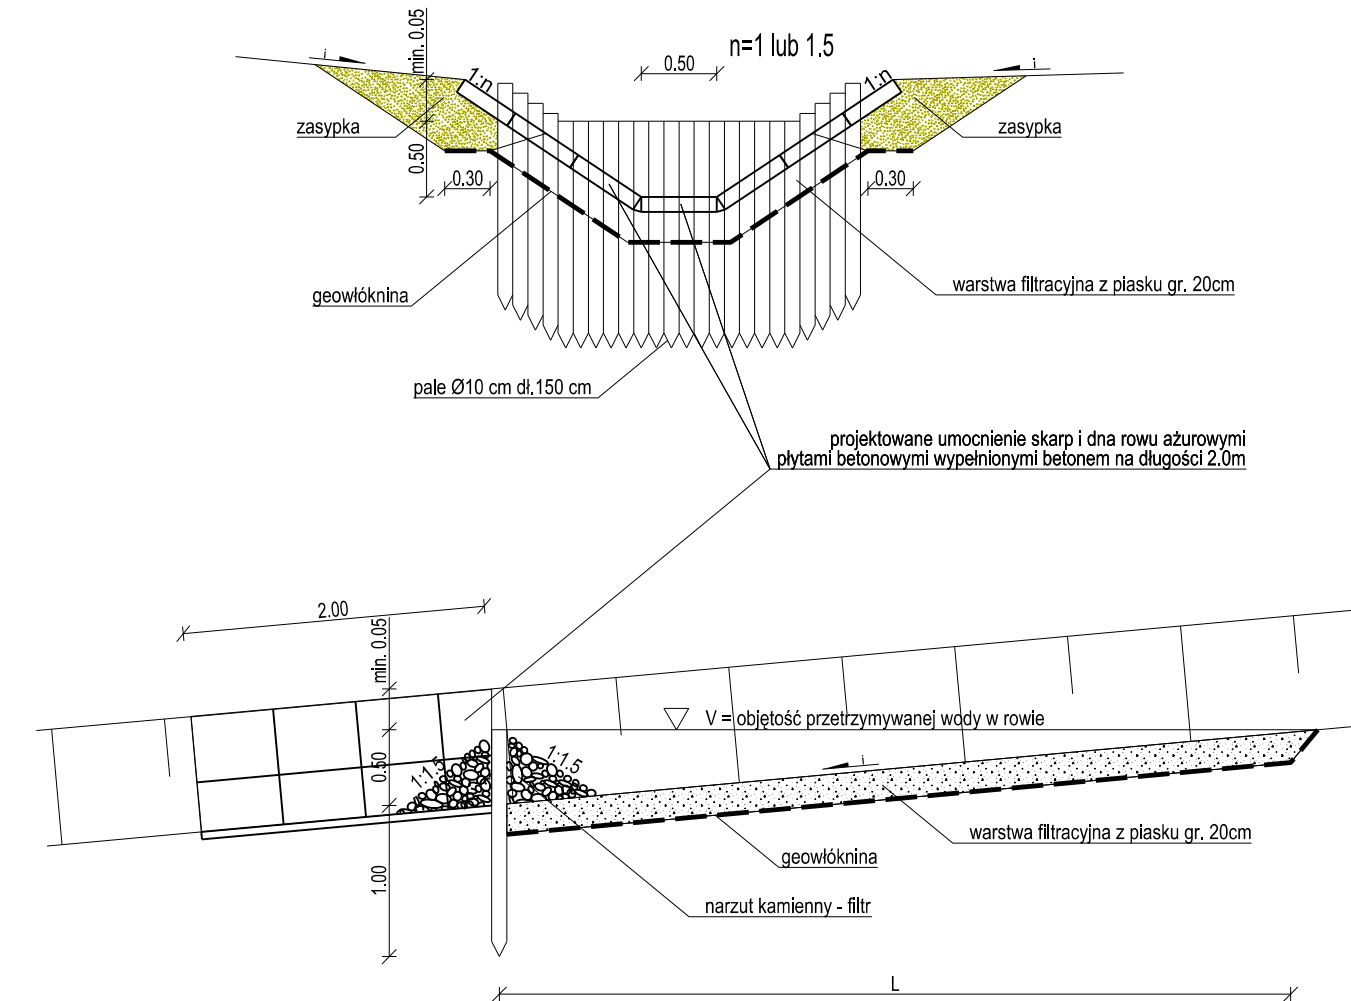 min. 0.05
n=1 lub 1.5
0.50
i
i
1:n
1:n
zasypka
zasypka
0.50
0.30
0.30
geowłóknina
warstwa filtracyjna z piasku gr. 20cm
pale Ø10 cm dł.150 cm
projektowane umocnienie skarp i dna rowu ażurowymi
płytami betonowymi wypełnionymi betonem na długości 2.0m
2.00
min. 0.05
V = objętość przetrzymywanej wody w rowie
0.50
1:1.5
1:1.5
i
warstwa filtracyjna z piasku gr. 20cm
geowłóknina
1.00
narzut kamienny - filtr
L